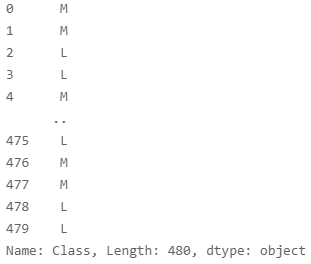 0 M
1 M
2 L
3 L
4 M
..
475 L
476 M
477 M
478 L
479 L
Name: Class, Length: 480, dtype: object